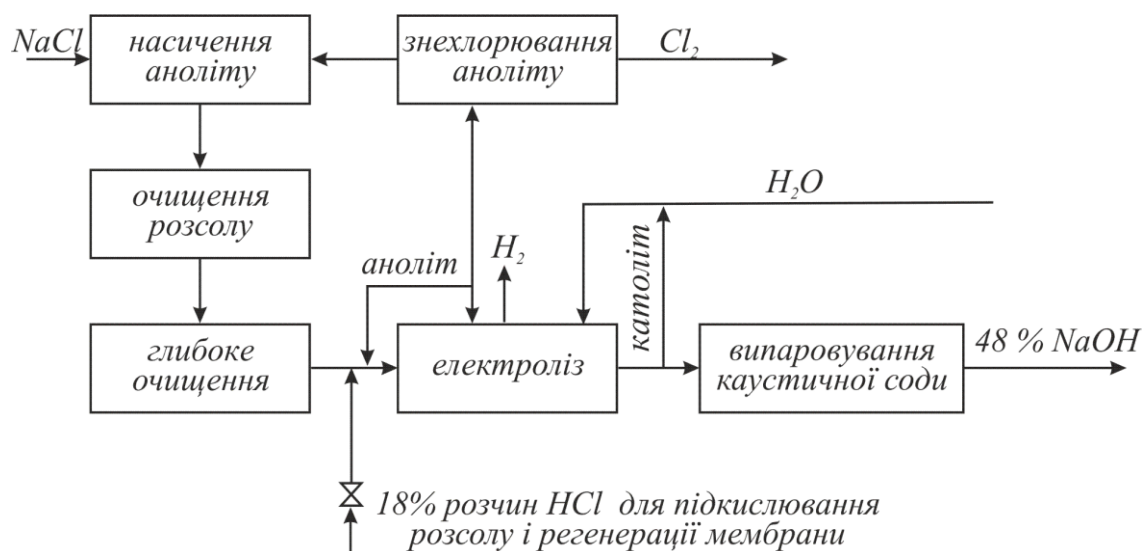 NaCl
насичення
аноліту
знехлорювання
аноліту
Cl₂
очищення
розсолу
H₂O
аноліт
H₂
католіт
глибоке
очищення
електроліз
випаровування
каустичної соди
48 % NaOH
18% розчин HCl для підкислювання
розсолу і регенерації мембрани